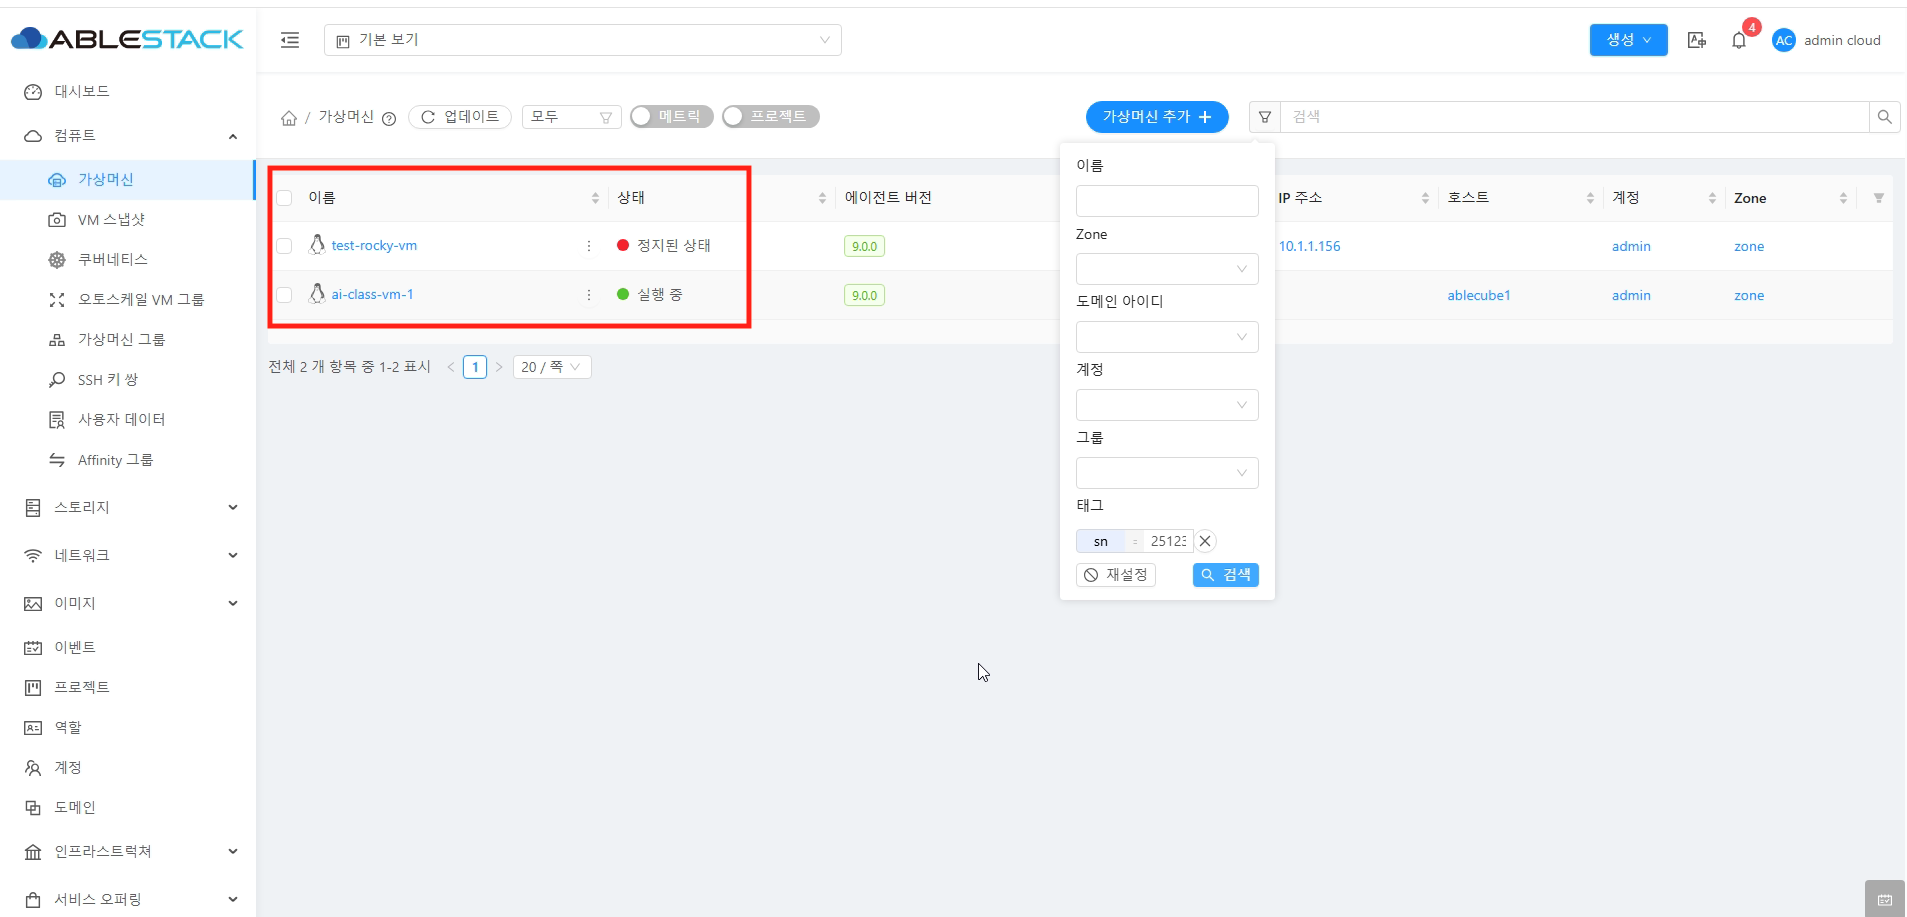 ABLESTACK
기본 보기
생성
4
AC
admin cloud
대시보드
컴퓨트
가상머신
VM 스냅샷
쿠버네티스
오토스케일 VM 그룹
가상머신 그룹
SSH 키 쌍
사용자 데이터
Affinity 그룹
스토리지
네트워크
이미지
이벤트
프로젝트
역할
계정
도메인
인프라스트럭쳐
서비스 오퍼링
/ 가상머신
업데이트
모두
메트릭
프로젝트
가상머신 추가 +
검색
이름 상태 에이전트 버전 IP 주소 호스트 계정 Zone
test-rocky-vm 정지된 상태 9.0.0 10.1.1.156 admin zone
ai-class-vm-1 실행 중 9.0.0 ablecube1 admin zone
전체 2 개 항목 중 1-2 표시 < 1 > 20 / 쪽
이름
Zone
도메인 아이디
계정
그룹
태그
sn = 25123
재설정 검색